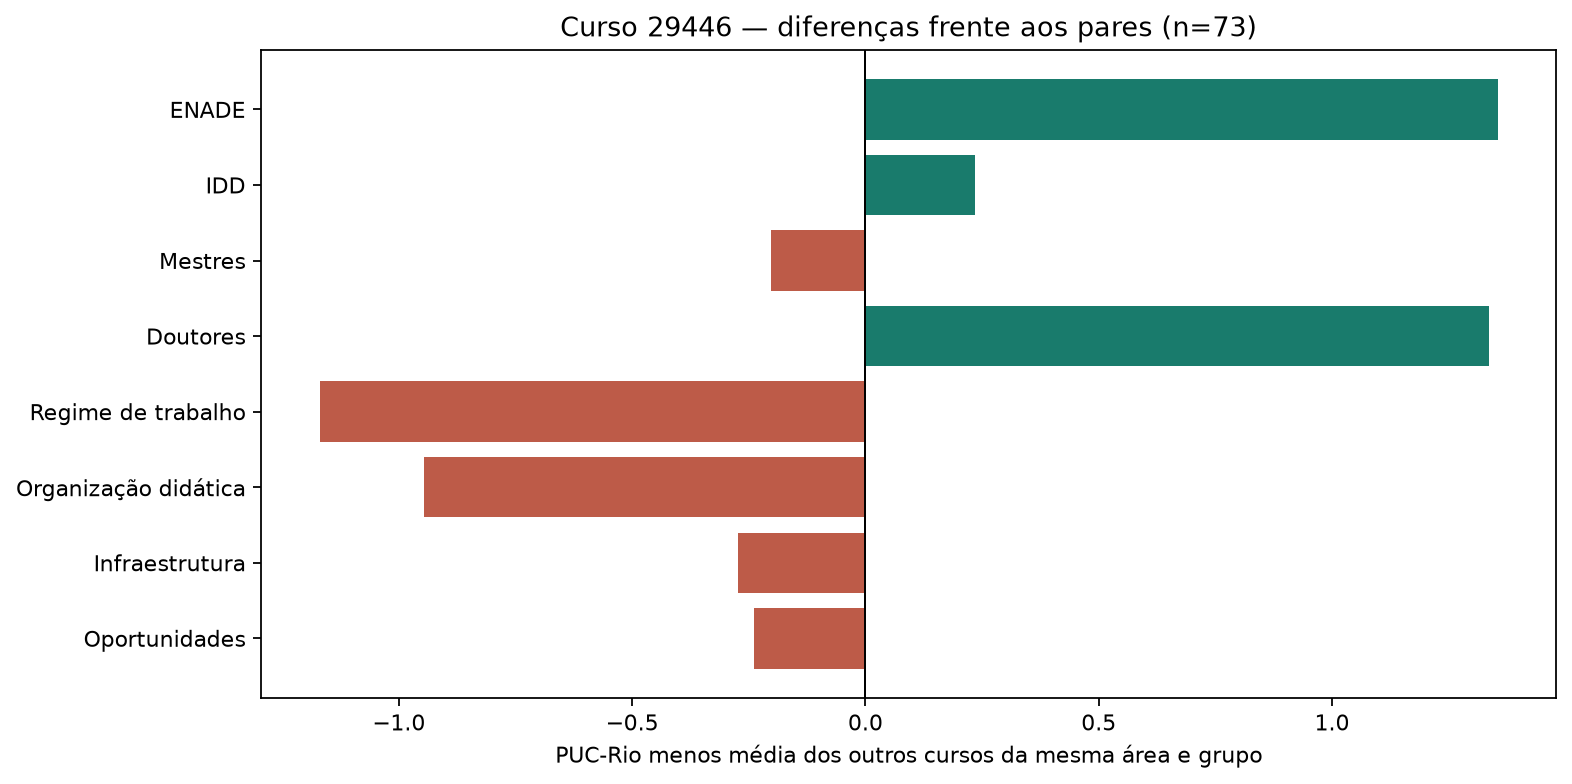 Curso 29446 — diferenças frente aos pares (n=73)
ENADE
IDD
Mestres
Doutores
Regime de trabalho
Organização didática
Infraestrutura
Oportunidades
−1.0 −0.5 0.0 0.5 1.0
PUC-Rio menos média dos outros cursos da mesma área e grupo